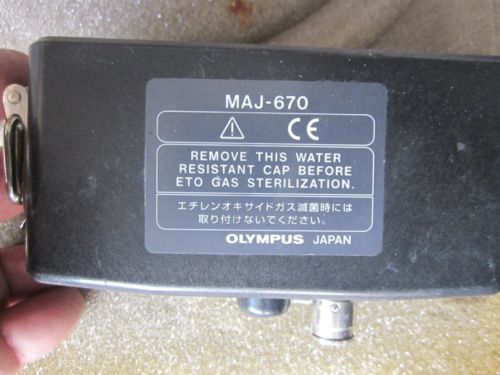 MAJ-670
CE
REMOVE THIS WATER
RESISTANT CAP BEFORE
ETO GAS STERILIZATION.
エチレンオキサイドガス滅菌時には
取り付けないでください。
OLYMPUS JAPAN